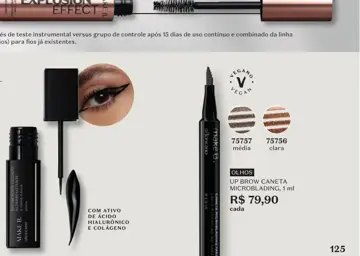 EXPLOSION
EFFECT
és de teste instrumental versus grupo de controle após 15 dias de uso contínuo e combinado da linha
ios) para fios já existentes.
• VEGANO •
V
VEGAN
75757
média
75756
clara
OLHOS
UP BROW CANETA
MICROBLADING, 1 ml
R$ 79,90
cada
COM ATIVO
DE ÁCIDO
HIALURÔNICO
E COLÁGENO
MAKE B.
make b.
125